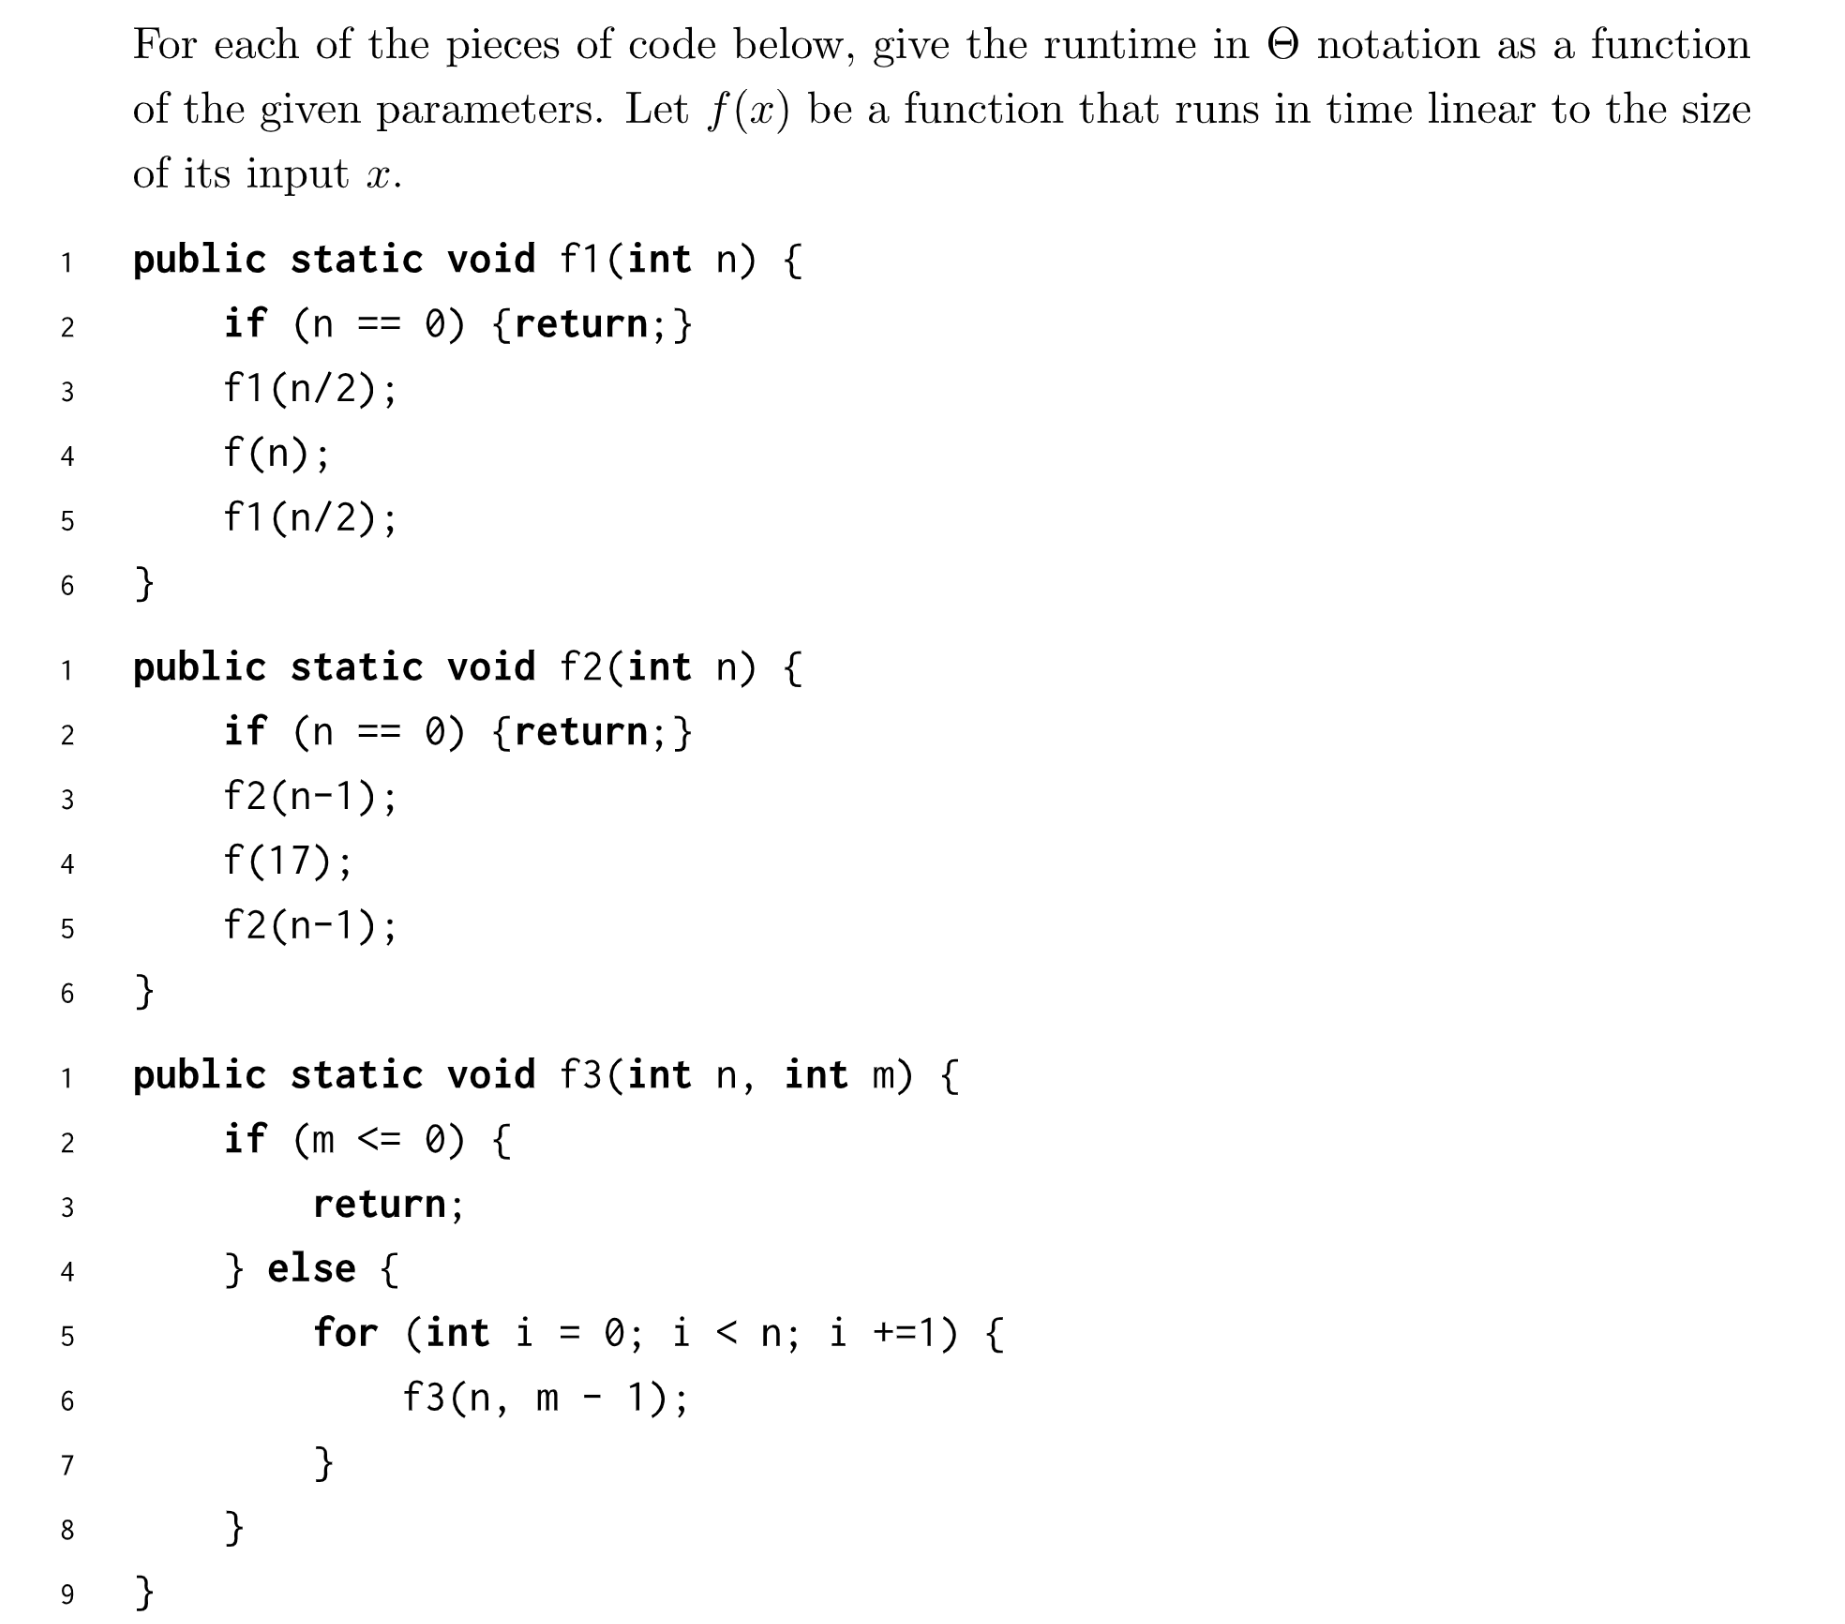 For each of the pieces of code below, give the runtime in Θ notation as a function
of the given parameters. Let f(x) be a function that runs in time linear to the size
of its input x.
1 public static void f1(int n) {
2     if (n == 0) {return;}
3     f1(n/2);
4     f(n);
5     f1(n/2);
6 }
1 public static void f2(int n) {
2     if (n == 0) {return;}
3     f2(n-1);
4     f(17);
5     f2(n-1);
6 }
1 public static void f3(int n, int m) {
2     if (m <= 0) {
3         return;
4     } else {
5         for (int i = 0; i < n; i +=1) {
6             f3(n, m - 1);
7         }
8     }
9 }